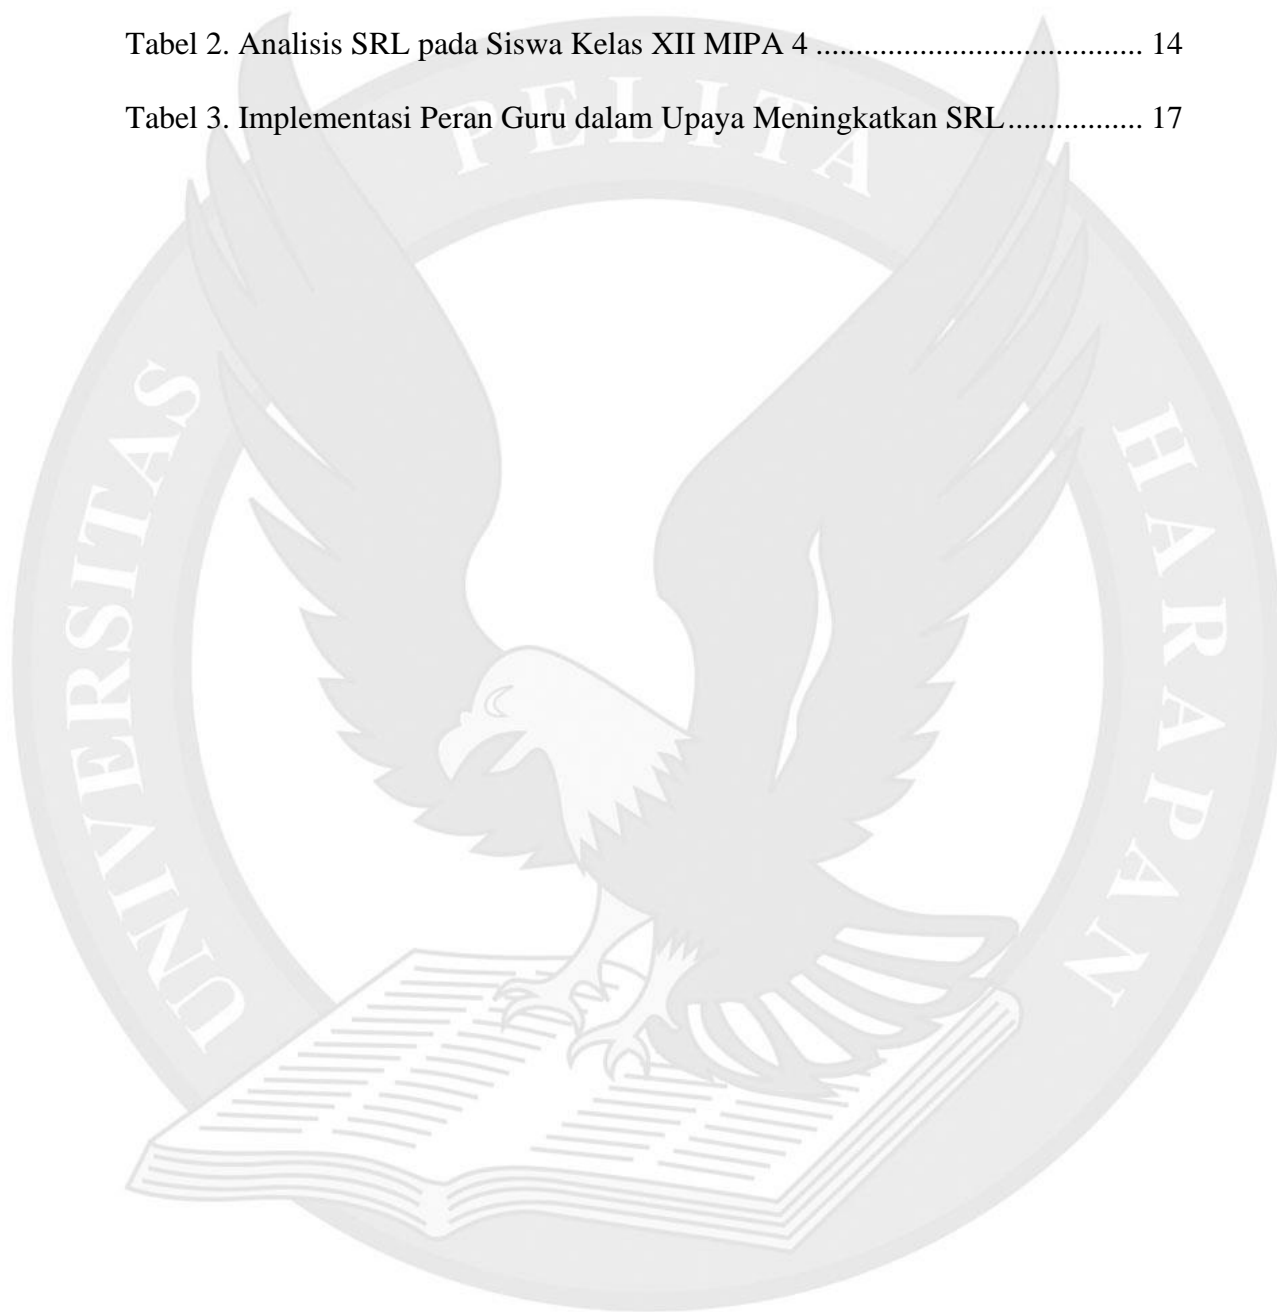 Tabel 2. Analisis SRL pada Siswa Kelas XII MIPA 4 ......................................... 14
Tabel 3. Implementasi Peran Guru dalam Upaya Meningkatkan SRL................. 17
UNIVERSITAS PELITA HARAPAN